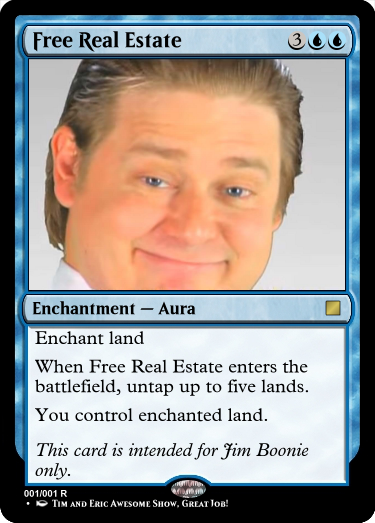 Free Real Estate 3
Enchantment — Aura
Enchant land
When Free Real Estate enters the
battlefield, untap up to five lands.
You control enchanted land.
This card is intended for Jim Boonie
only.
001/001 R
• Tim and Eric Awesome Show, Great Job!